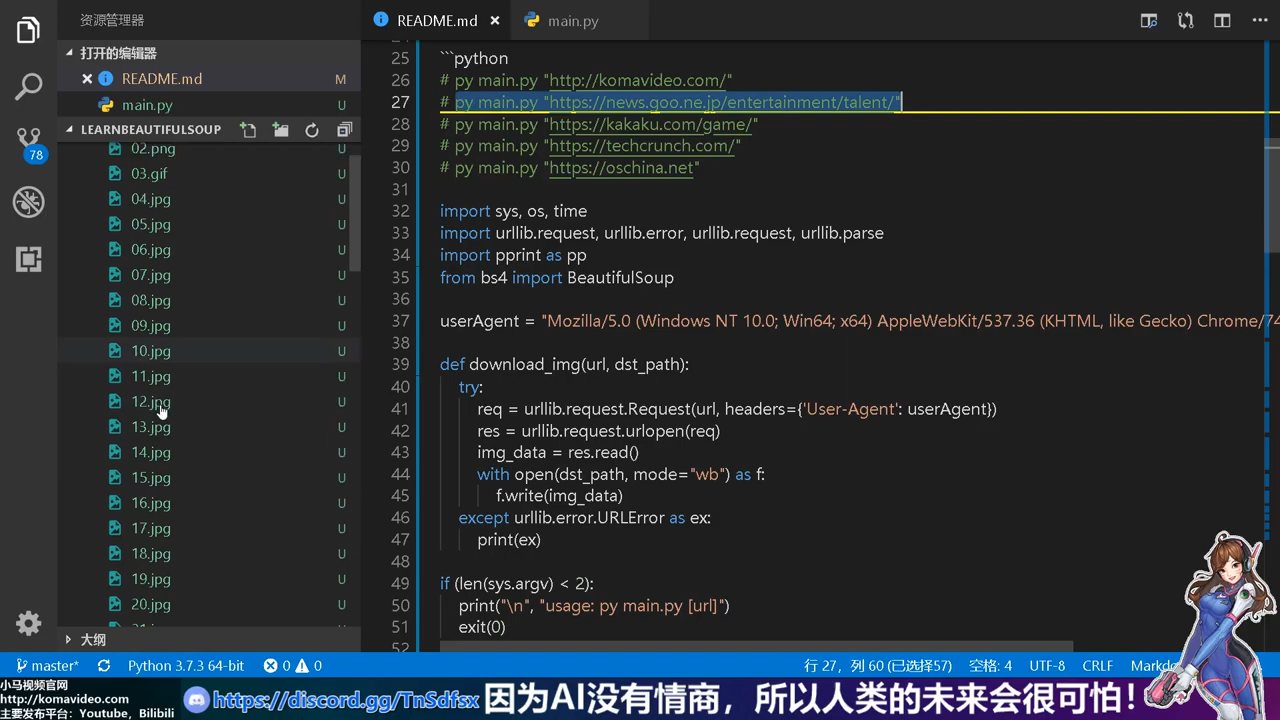 资源管理器
README.md
main.py
打开的编辑器
README.md M
main.py U
LEARNBEAUTIFULSOUP
02.png U
03.gif U
04.jpg U
05.jpg U
06.jpg U
07.jpg U
08.jpg U
09.jpg U
10.jpg U
11.jpg U
12.jpg U
13.jpg U
14.jpg U
15.jpg U
16.jpg U
17.jpg U
18.jpg U
19.jpg U
20.jpg U
78
大纲
25 ```python
26 # py main.py "http://komavideo.com/"
27 # py main.py "https://news.goo.ne.jp/entertainment/talent/"
28 # py main.py "https://kakaku.com/game/"
29 # py main.py "https://techcrunch.com/"
30 # py main.py "https://oschina.net"
31
32 import sys, os, time
33 import urllib.request, urllib.error, urllib.request, urllib.parse
34 import pprint as pp
35 from bs4 import BeautifulSoup
36
37 userAgent = "Mozilla/5.0 (Windows NT 10.0; Win64; x64) AppleWebKit/537.36 (KHTML, like Gecko) Chrome/74
38
39 def download_img(url, dst_path):
40 try:
41 req = urllib.request.Request(url, headers={'User-Agent': userAgent})
42 res = urllib.request.urlopen(req)
43 img_data = res.read()
44 with open(dst_path, mode="wb") as f:
45 f.write(img_data)
46 except urllib.error.URLError as ex:
47 print(ex)
48
49 if (len(sys.argv) < 2):
50 print("\n", "usage: py main.py [url]")
51 exit(0)
52
master* Python 3.7.3 64-bit 0 0 行 27，列 60 (已选择57) 空格: 4 UTF-8 CRLF Markdo
小马视频官网
http://komavideo.com
主要发布平台：Youtube，Bilibili
https://discord.gg/TnSdfsx
因为AI没有情商，所以人类的未来会很可怕！